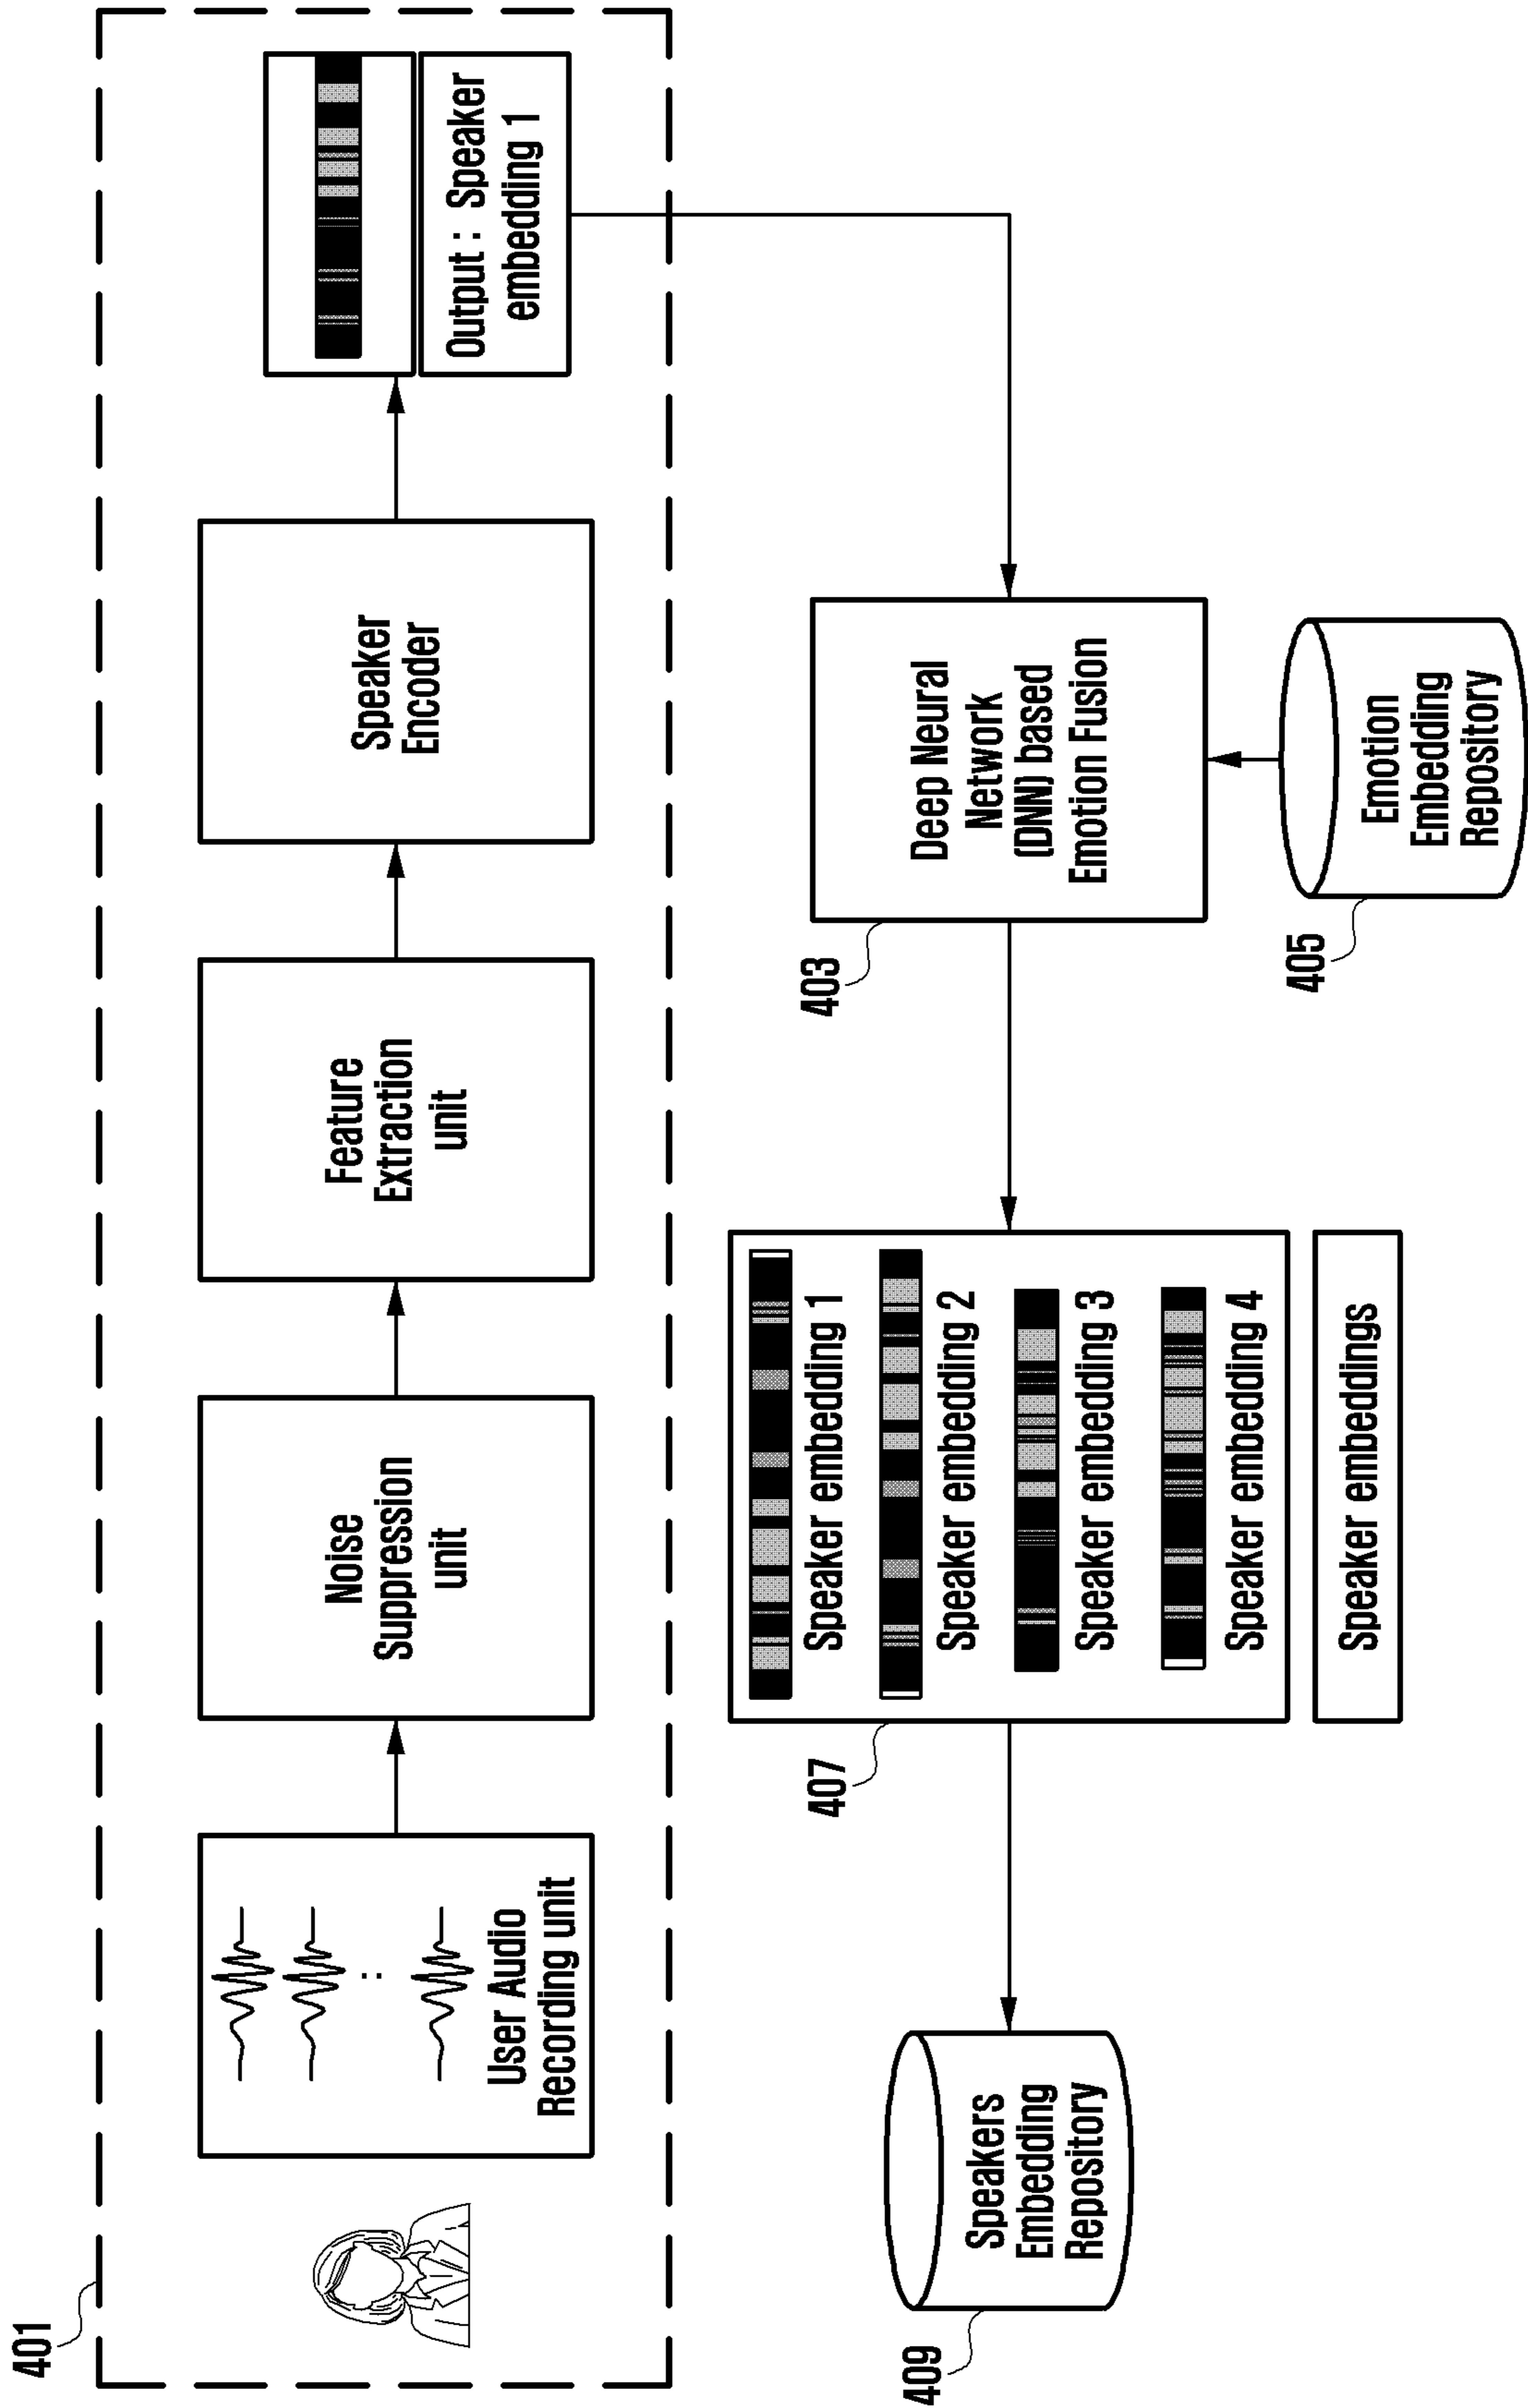 401
User Audio
Recording unit
Noise
Suppression
unit
Feature
Extraction
unit
Speaker
Encoder
Output : Speaker
embedding 1
409
Speakers
Embedding
Repository
407
Speaker embedding 1
Speaker embedding 2
Speaker embedding 3
Speaker embedding 4
Speaker embeddings
403
Deep Neural
Network
(DNN) based
Emotion Fusion
405
Emotion
Embedding
Repository